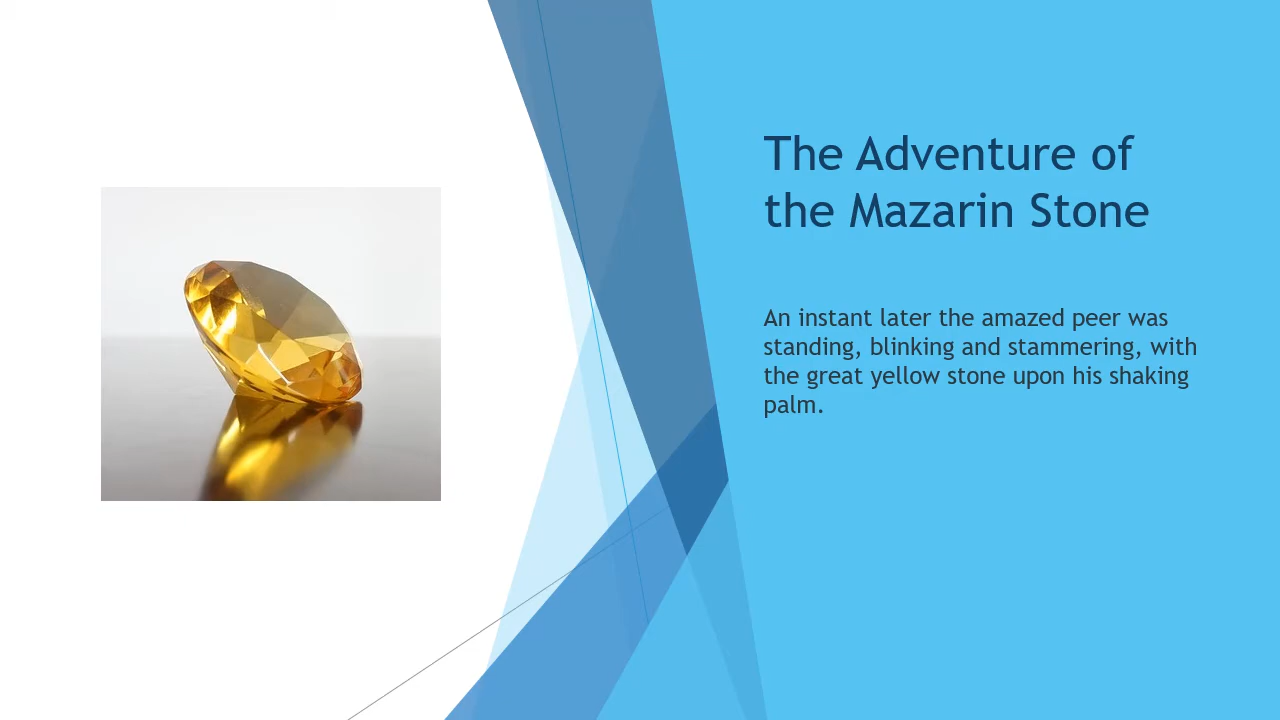 The Adventure of
the Mazarin Stone
An instant later the amazed peer was
standing, blinking and stammering, with
the great yellow stone upon his shaking
palm.